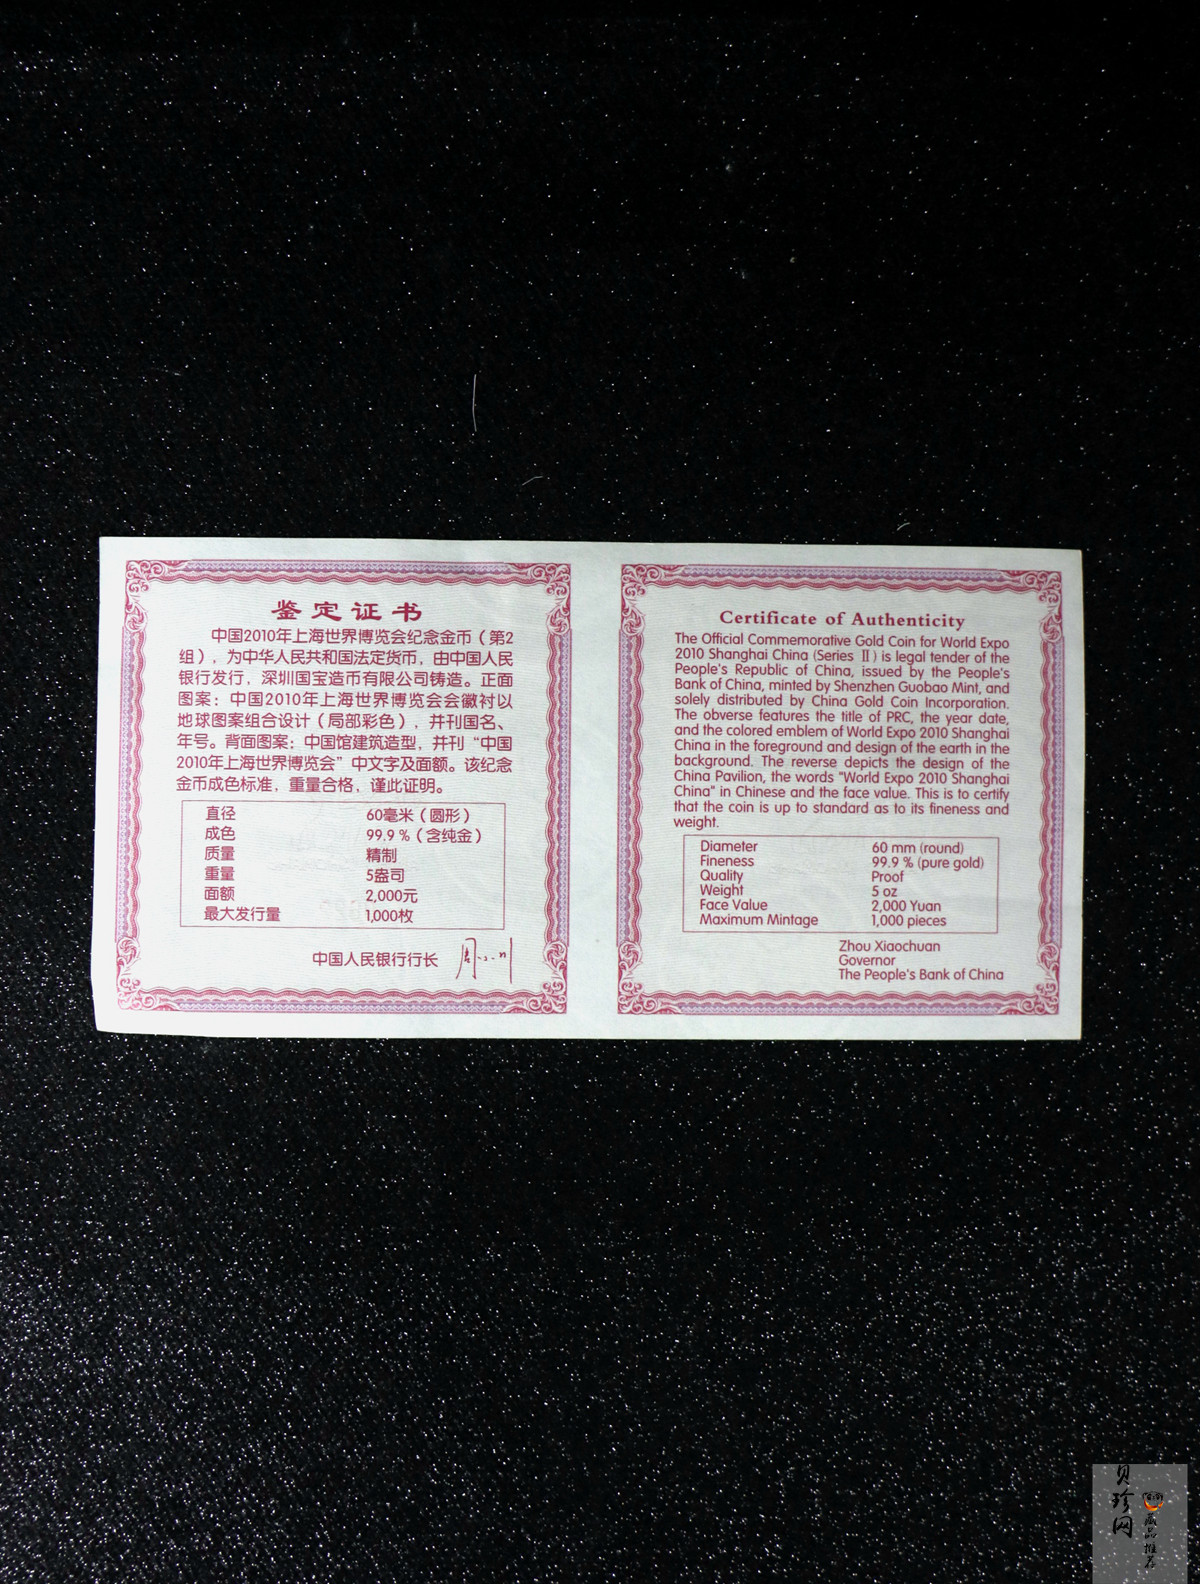 鉴定证书
中国2010年上海世界博览会纪念金币（第2
组），为中华人民共和国法定货币，由中国人民
银行发行，深圳国宝造币有限公司铸造。正面
图案：中国2010年上海世界博览会会徽衬以
地球图案组合设计（局部彩色），并刊国名、
年号。背面图案：中国馆建筑造型，并刊“中国
2010年上海世界博览会”中文字及面额。该纪念
金币成色标准，重量合格，谨此证明。
直径 60毫米（圆形）
成色 99.9％（含纯金）
质量 精制
重量 5盎司
面额 2,000元
最大发行量 1,000枚
中国人民银行行长 周小川
Certificate of Authenticity
The Official Commemorative Gold Coin for World Expo
2010 Shanghai China (Series Ⅱ) is legal tender of the
People's Republic of China, issued by the People's
Bank of China, minted by Shenzhen Guobao Mint, and
solely distributed by China Gold Coin Incorporation.
The obverse features the title of PRC, the year date,
and the colored emblem of World Expo 2010 Shanghai
China in the foreground and design of the earth in the
background. The reverse depicts the design of the
China Pavilion, the words "World Expo 2010 Shanghai
China" in Chinese and the face value. This is to certify
that the coin is up to standard as to its fineness and
weight.
Diameter 60 mm (round)
Fineness 99.9 % (pure gold)
Quality Proof
Weight 5 oz
Face Value 2,000 Yuan
Maximum Mintage 1,000 pieces
Zhou Xiaochuan
Governor
The People's Bank of China
贝珍网
藏品推荐